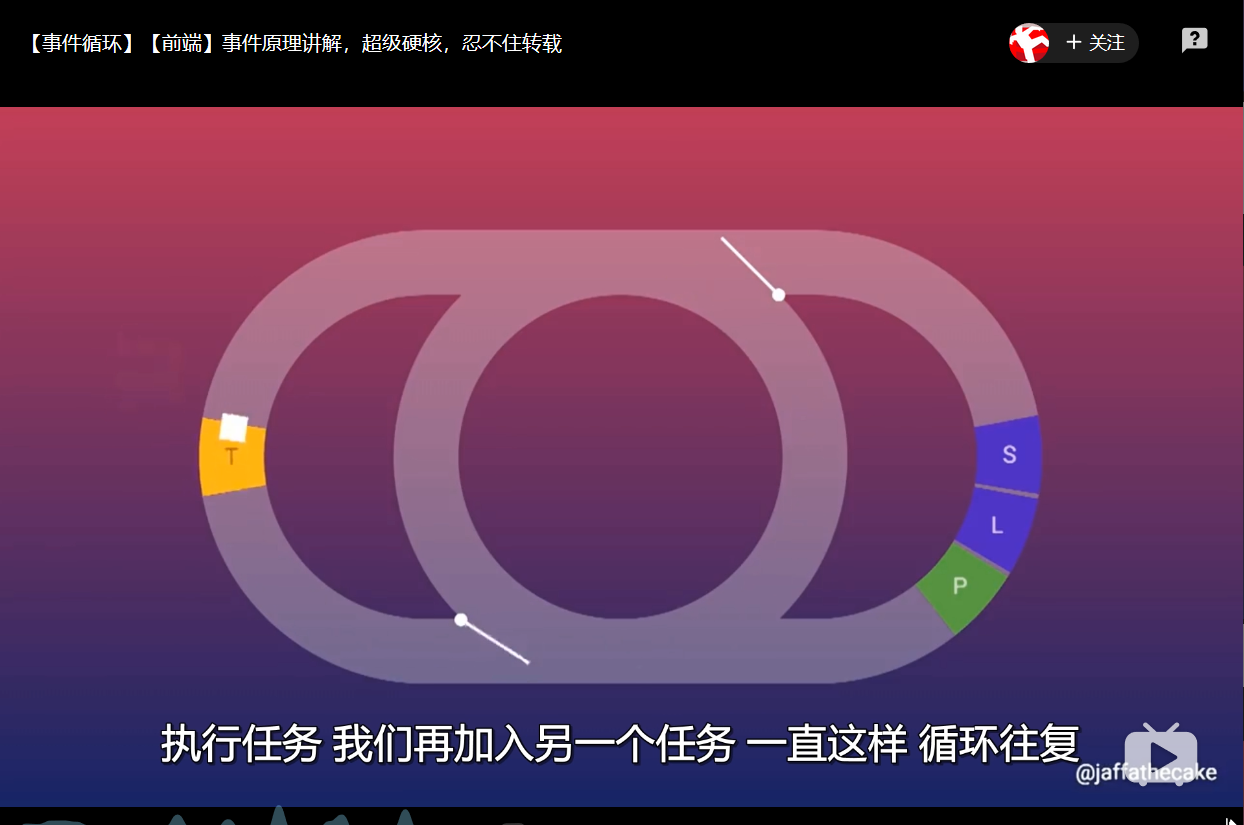 【事件循环】【前端】事件原理讲解，超级硬核，忍不住转载
+ 关注
?
T
S
L
P
执行任务 我们再加入另一个任务 一直这样 循环往复
@jaffathecake